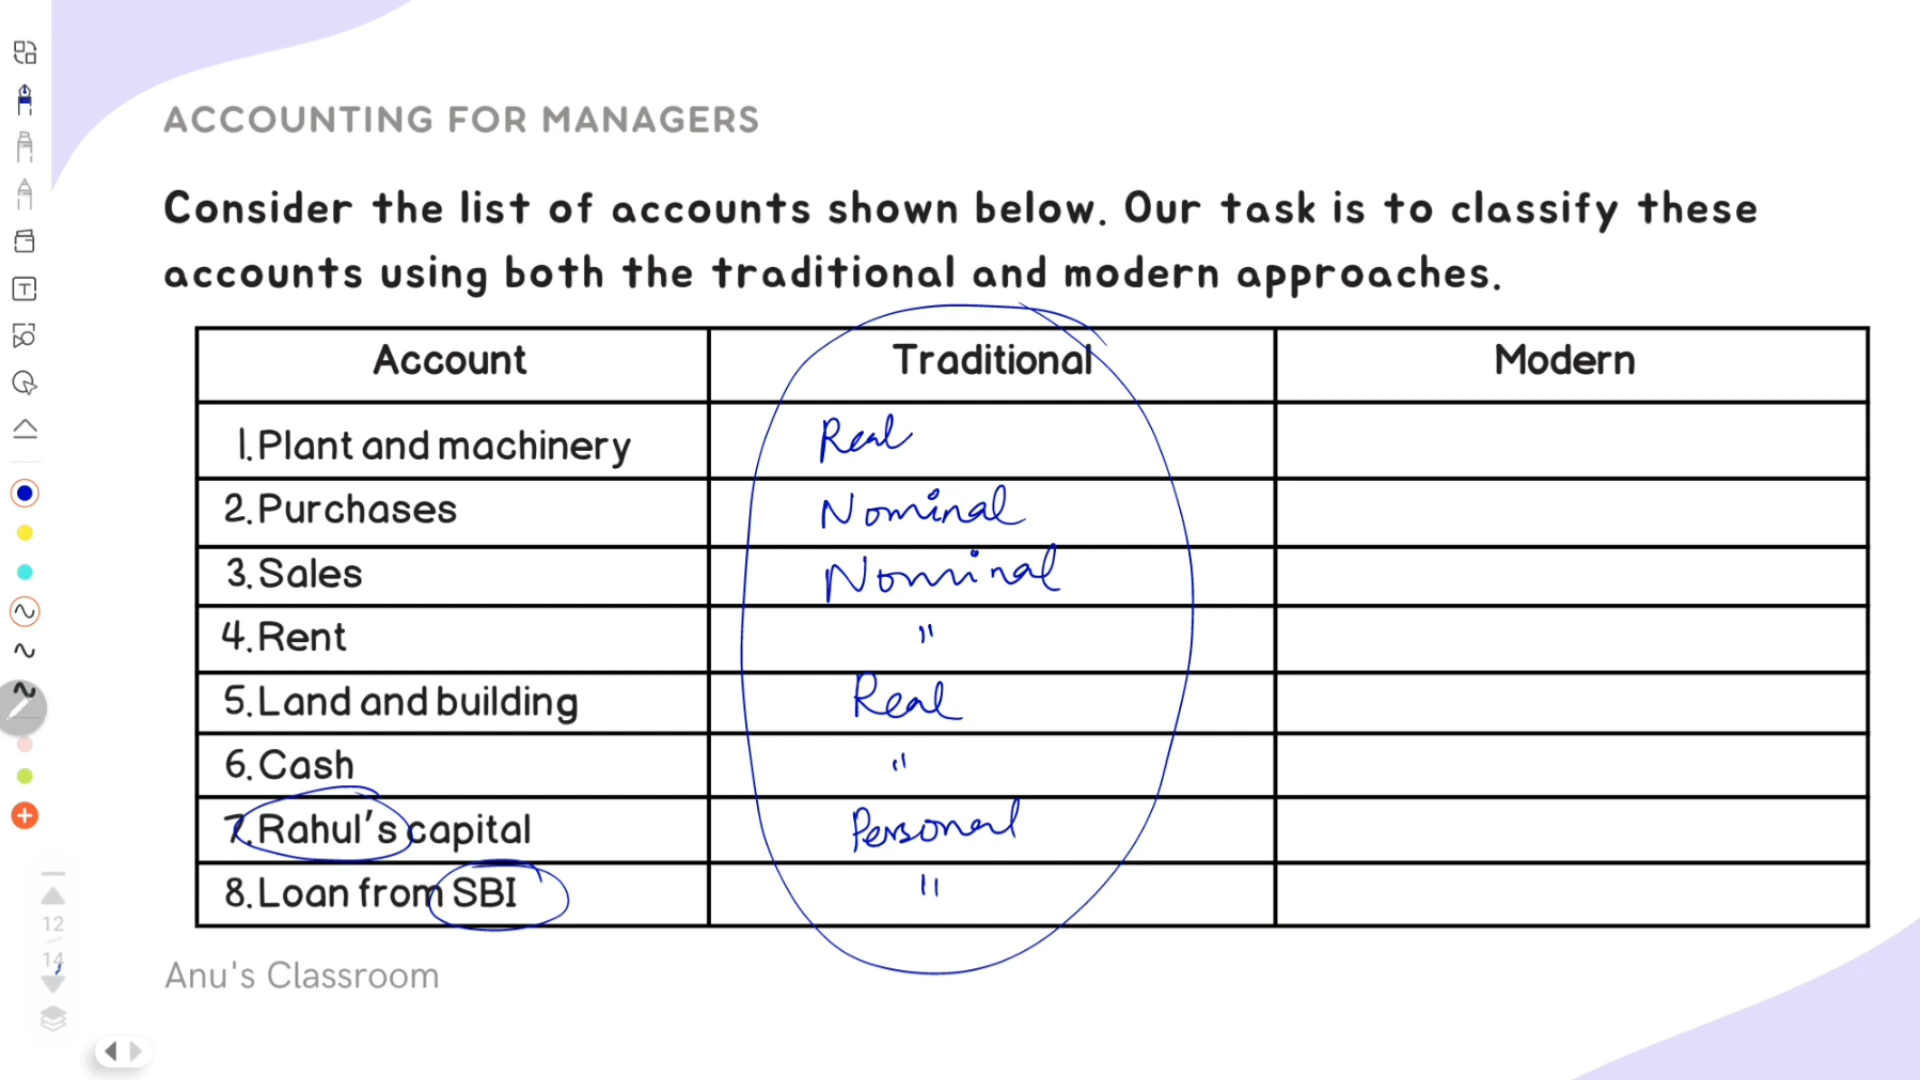 ACCOUNTING FOR MANAGERS
Consider the list of accounts shown below. Our task is to classify these
accounts using both the traditional and modern approaches.
Account Traditional Modern
1. Plant and machinery Real
2. Purchases Nominal
3. Sales Nominal
4. Rent "
5. Land and building Real
6. Cash "
7. Rahul's capital Personal
8. Loan from SBI "
12
14
Anu's Classroom